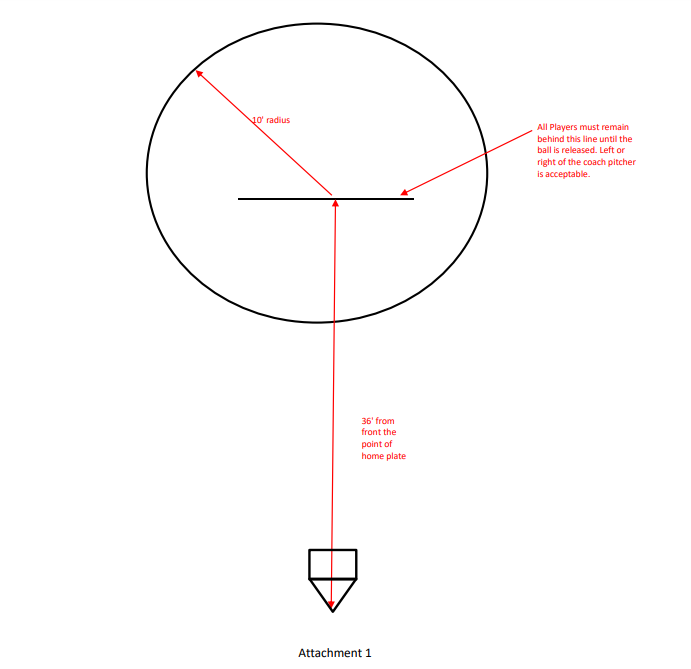 10' radius
All Players must remain
behind this line until the
ball is released. Left or
right of the coach pitcher
is acceptable.
36' from
front the
point of
home plate
Attachment 1